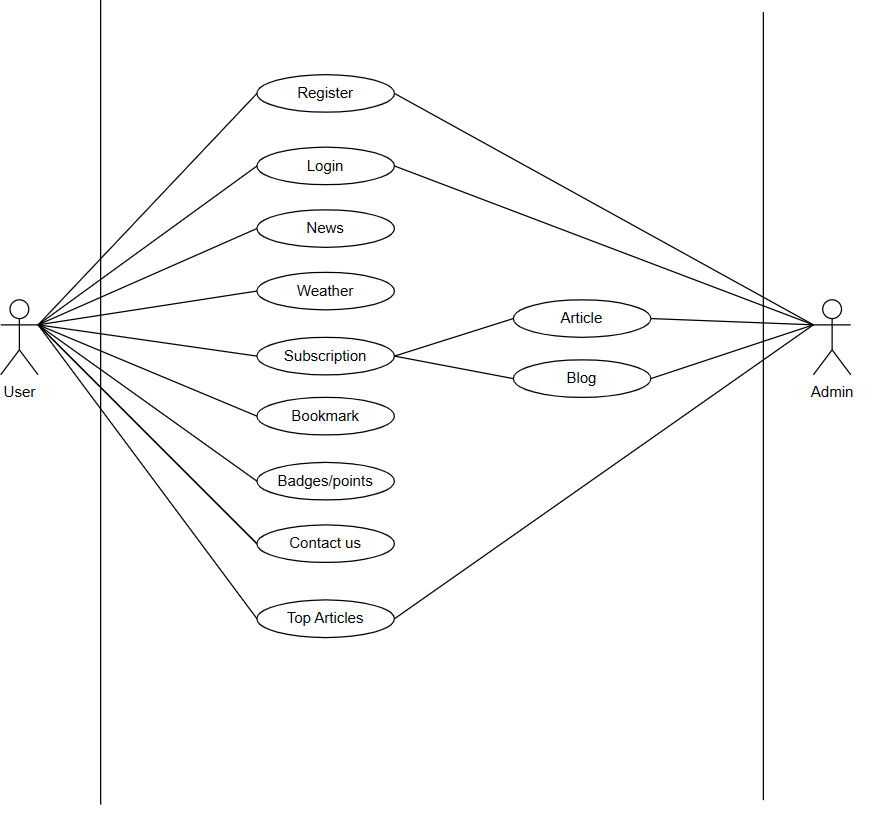 Register
Login
News
Weather
Article
Subscription
Blog
User
Admin
Bookmark
Badges/points
Contact us
Top Articles